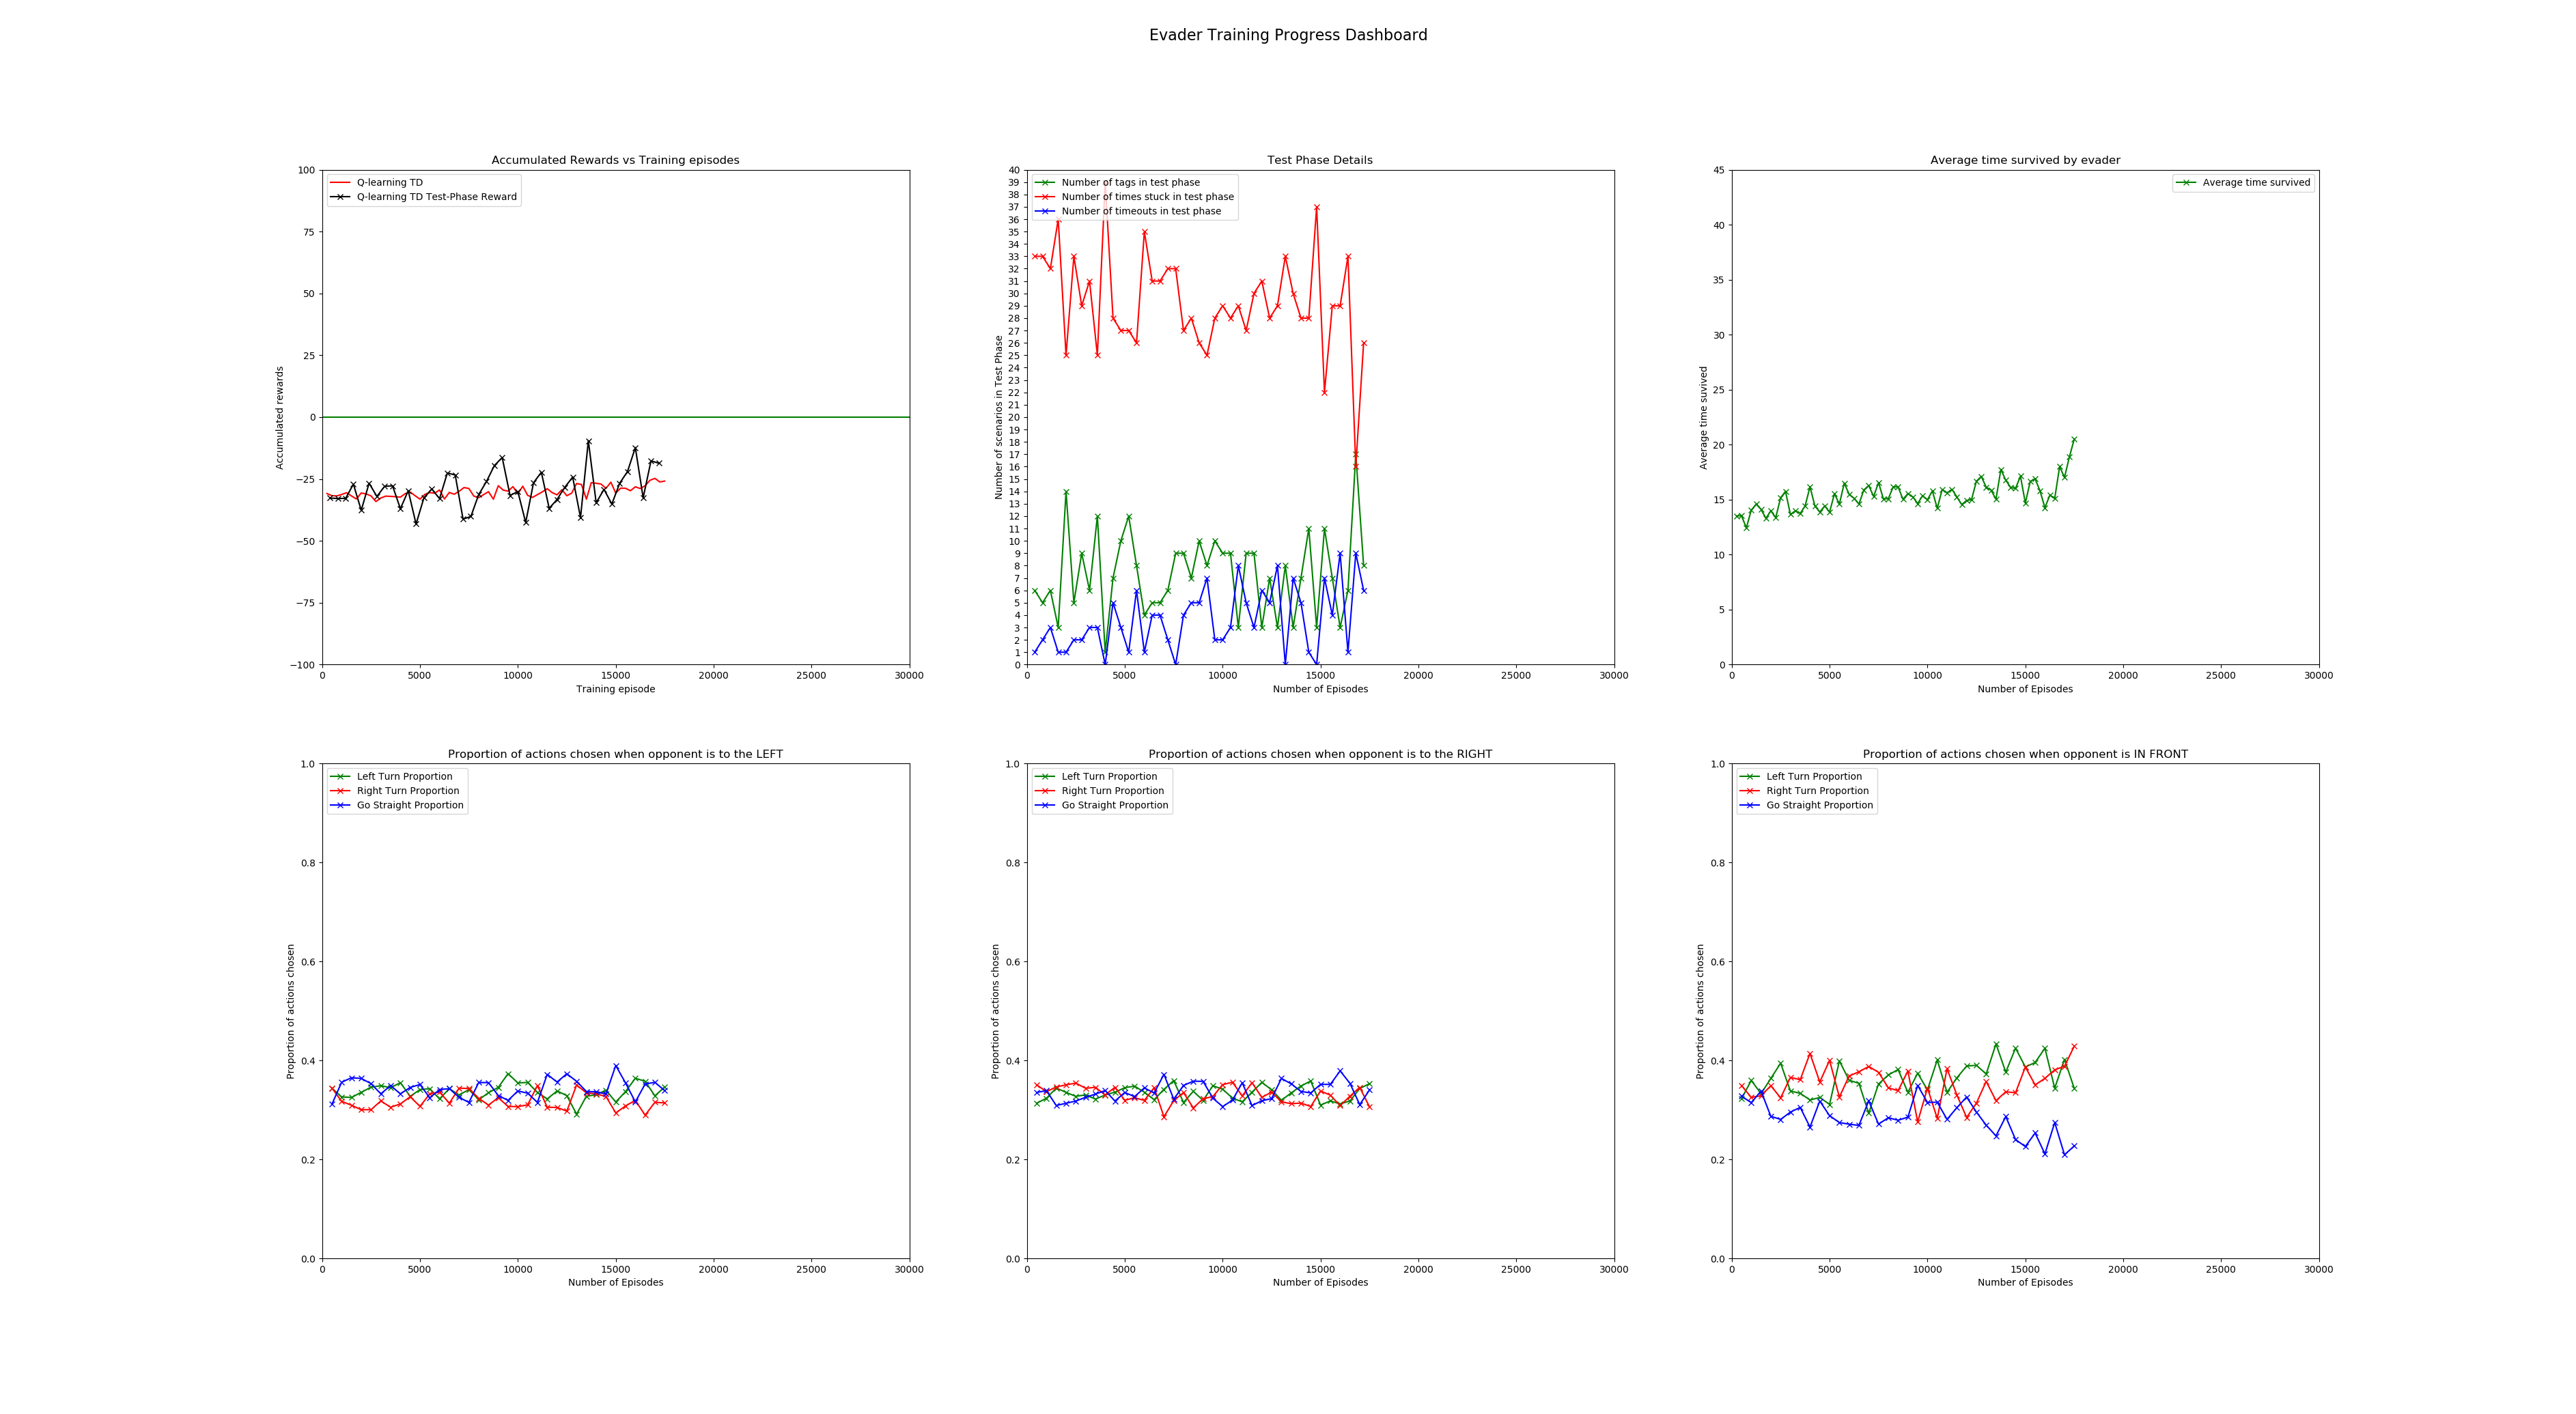 Evader Training Progress Dashboard
Accumulated Rewards vs Training episodes
Q-learning TD
Q-learning TD Test-Phase Reward
Accumulated rewards
100
75
50
25
0
−25
−50
−75
−100
0 5000 10000 15000 20000 25000 30000
Training episode
Test Phase Details
Number of tags in test phase
Number of times stuck in test phase
Number of timeouts in test phase
Number of scenarios in Test Phase
40
39
38
37
36
35
34
33
32
31
30
29
28
27
26
25
24
23
22
21
20
19
18
17
16
15
14
13
12
11
10
9
8
7
6
5
4
3
2
1
0
0 5000 10000 15000 20000 25000 30000
Number of Episodes
Average time survived by evader
Average time survived
Average time suvived
45
40
35
30
25
20
15
10
5
0
0 5000 10000 15000 20000 25000 30000
Number of Episodes
Proportion of actions chosen when opponent is to the LEFT
Left Turn Proportion
Right Turn Proportion
Go Straight Proportion
Proportion of actions chosen
1.0
0.8
0.6
0.4
0.2
0.0
0 5000 10000 15000 20000 25000 30000
Number of Episodes
Proportion of actions chosen when opponent is to the RIGHT
Left Turn Proportion
Right Turn Proportion
Go Straight Proportion
Proportion of actions chosen
1.0
0.8
0.6
0.4
0.2
0.0
0 5000 10000 15000 20000 25000 30000
Number of Episodes
Proportion of actions chosen when opponent is IN FRONT
Left Turn Proportion
Right Turn Proportion
Go Straight Proportion
Proportion of actions chosen
1.0
0.8
0.6
0.4
0.2
0.0
0 5000 10000 15000 20000 25000 30000
Number of Episodes